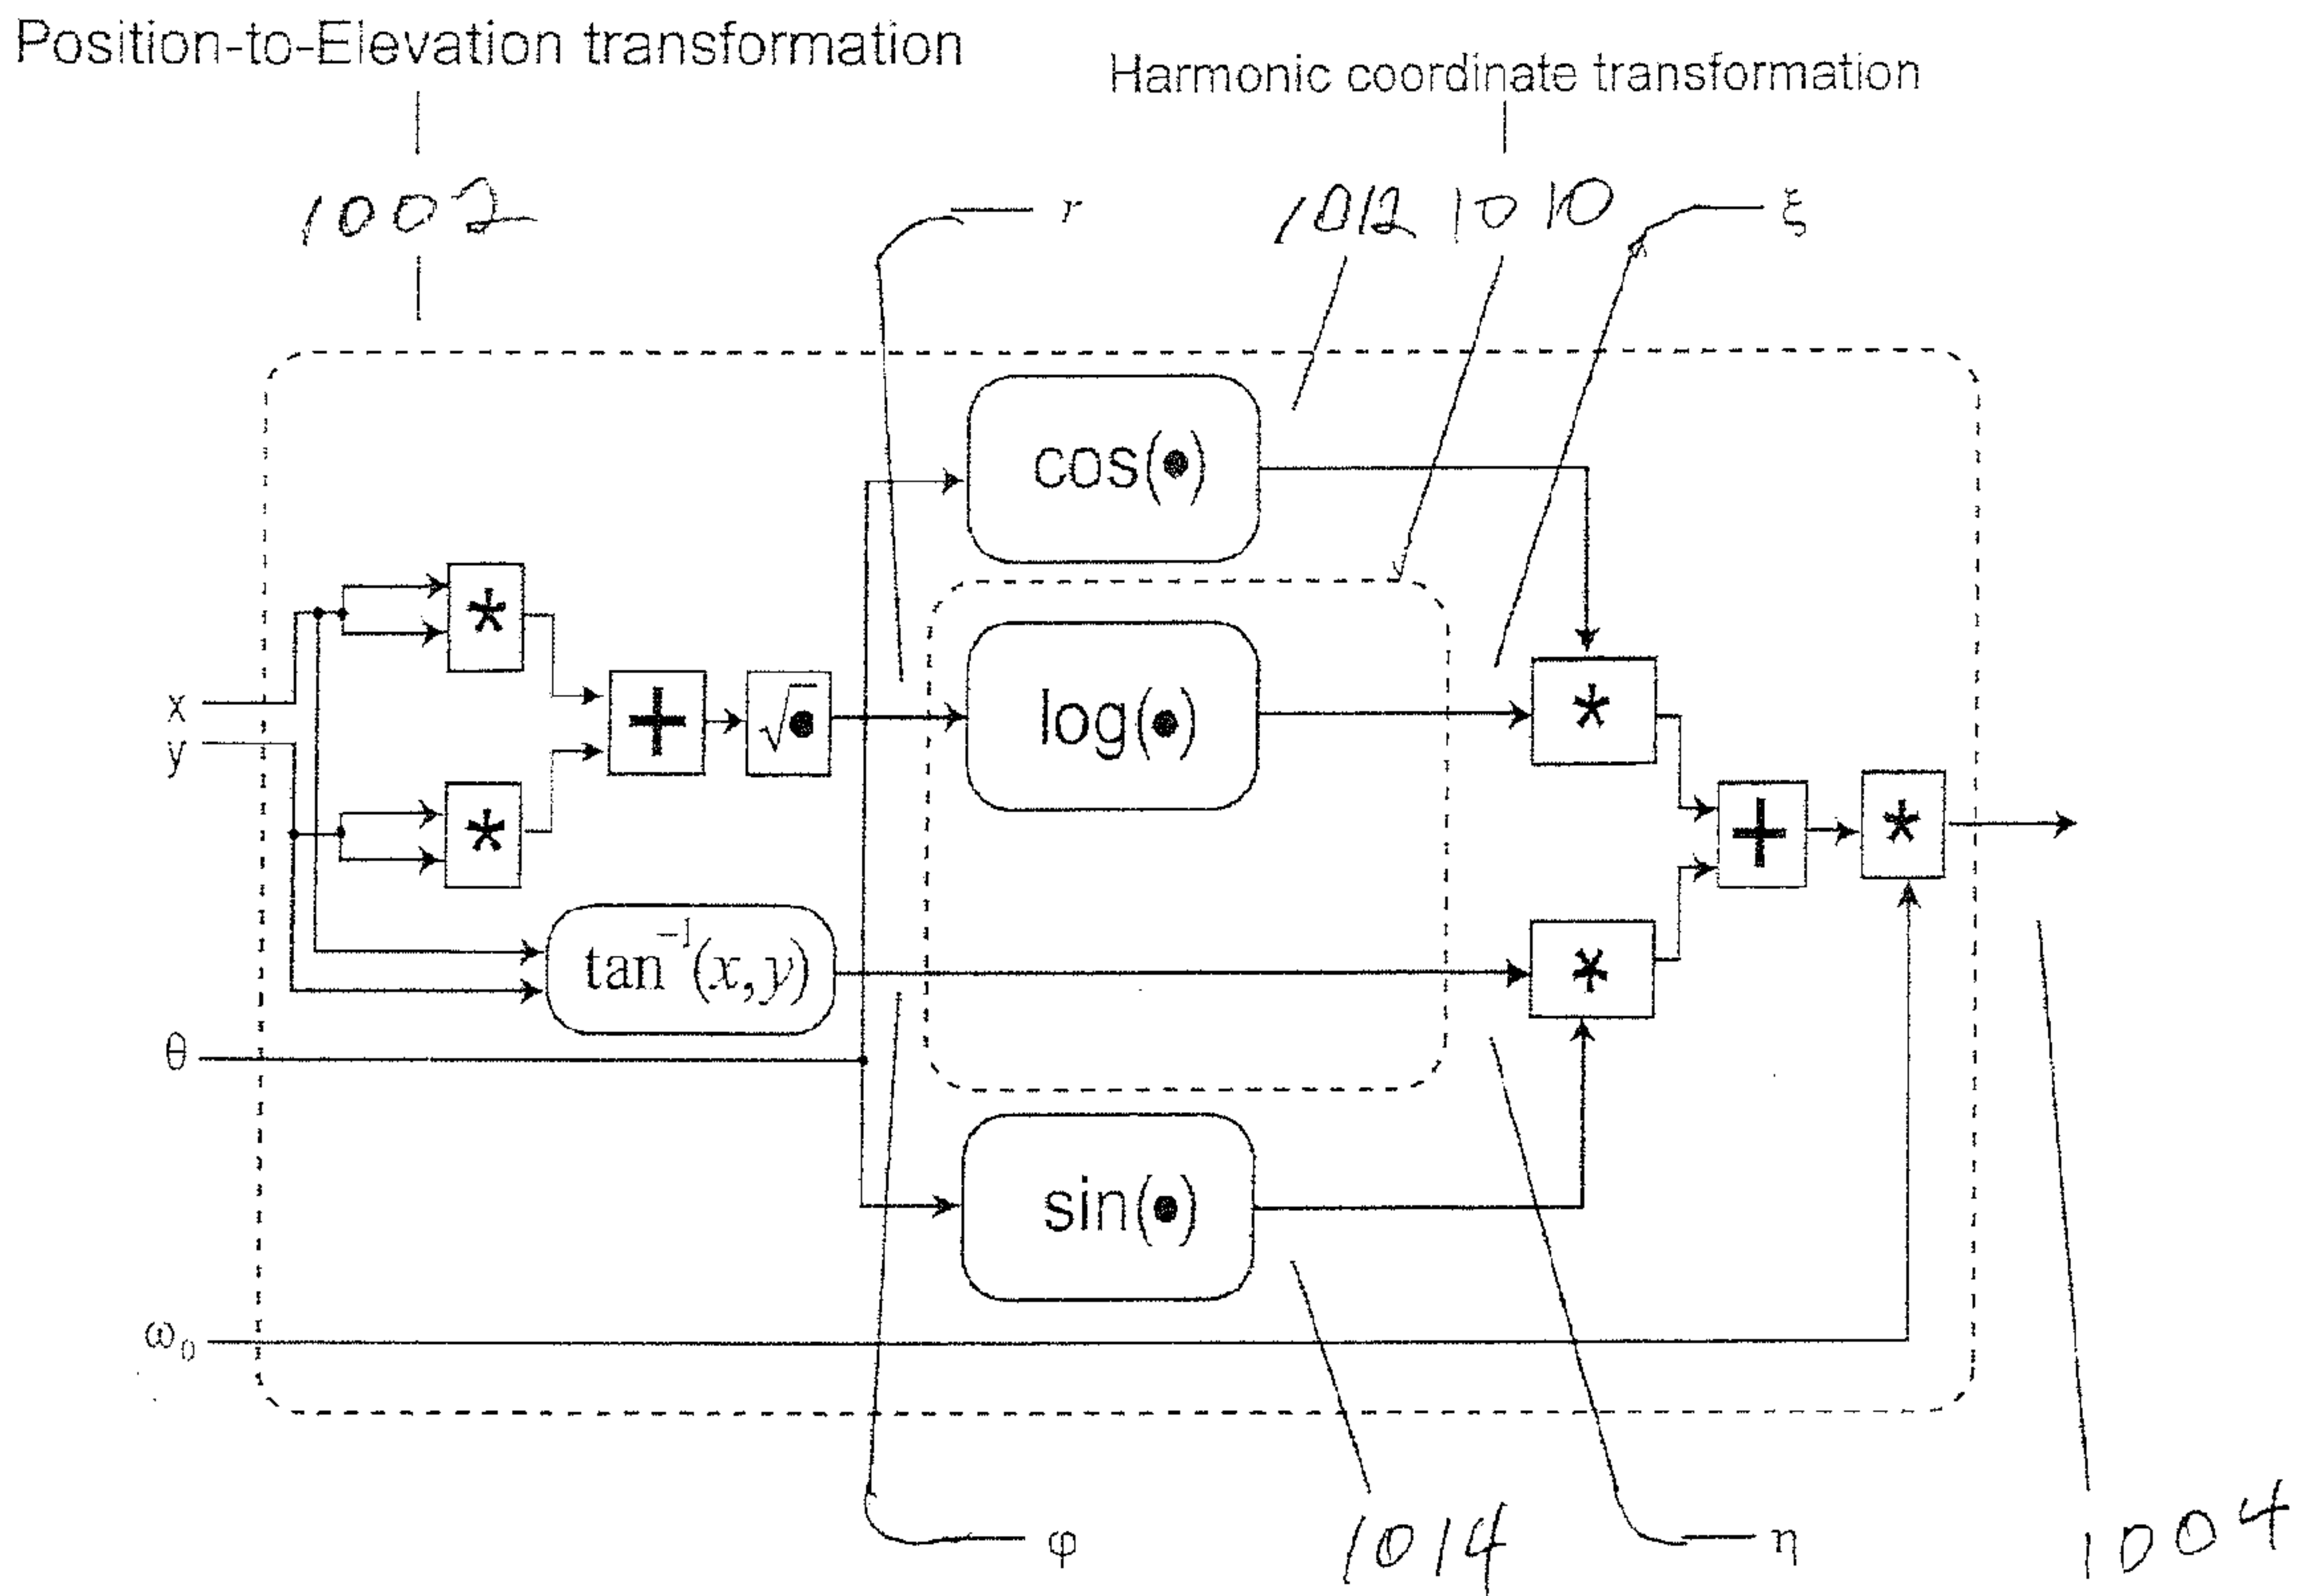 Position-to-Elevation transformation
Harmonic coordinate transformation
1002
r
1012
1010
ξ
cos(●)
*
x
y
+
√●
log(●)
*
*
+
*
tan⁻¹(x,y)
*
θ
sin(●)
ω₀
φ
1014
η
1004